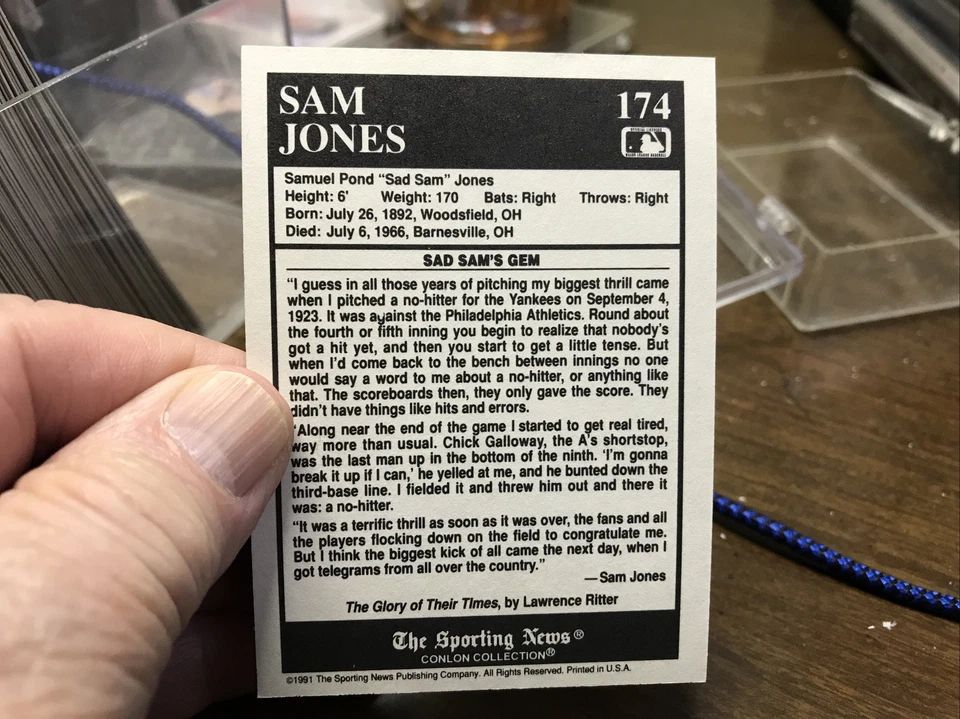 SAM
JONES
174
Samuel Pond “Sad Sam” Jones
Height: 6' Weight: 170 Bats: Right Throws: Right
Born: July 26, 1892, Woodsfield, OH
Died: July 6, 1966, Barnesville, OH
SAD SAM'S GEM
“I guess in all those years of pitching my biggest thrill came
when I pitched a no-hitter for the Yankees on September 4,
1923. It was against the Philadelphia Athletics. Round about
the fourth or fifth inning you begin to realize that nobody's
got a hit yet, and then you start to get a little tense. But
when I'd come back to the bench between innings no one
would say a word to me about a no-hitter, or anything like
that. The scoreboards then, they only gave the score. They
didn't have things like hits and errors.
“Along near the end of the game I started to get real tired,
way more than usual. Chick Galloway, the A's shortstop,
was the last man up in the bottom of the ninth. ‘I'm gonna
break it up if I can,’ he yelled at me, and he bunted down the
third-base line. I fielded it and threw him out and there it
was: a no-hitter.
“It was a terrific thrill as soon as it was over, the fans and all
the players flocking down on the field to congratulate me.
But I think the biggest kick of all came the next day, when I
got telegrams from all over the country.”
—Sam Jones
The Glory of Their Times, by Lawrence Ritter
The Sporting News®
CONLON COLLECTION®
©1991 The Sporting News Publishing Company. All Rights Reserved. Printed in U.S.A.